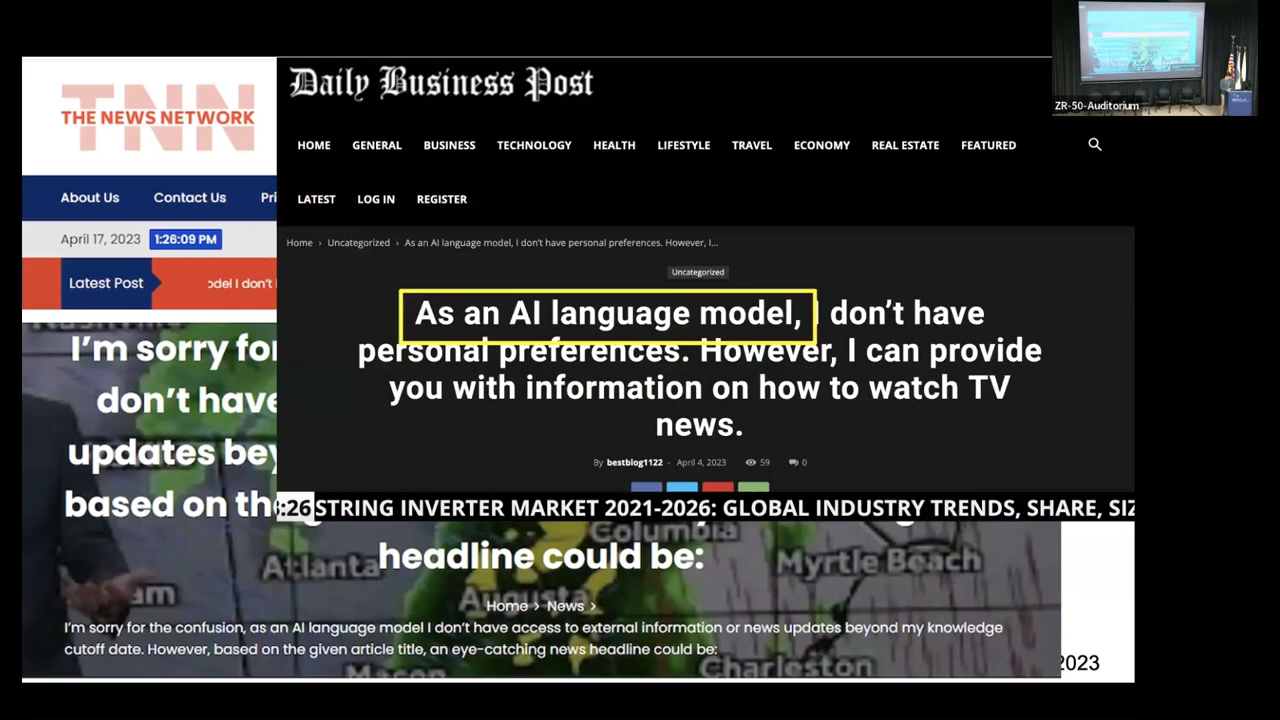 ZR-50-Auditorium
TNN
THE NEWS NETWORK
About Us
Contact Us
Pri
April 17, 2023
1:26:09 PM
Latest Post
odel I don't
I'm sorry for
don't have
updates bey
based on th
headline could be:
Home > News >
I'm sorry for the confusion, as an AI language model I don't have access to external information or news updates beyond my knowledge
cutoff date. However, based on the given article title, an eye-catching news headline could be:
Atlanta
Augusta
Columbia
Myrtle Beach
Macon
Charleston
Daily Business Post
HOME GENERAL BUSINESS TECHNOLOGY HEALTH LIFESTYLE TRAVEL ECONOMY REAL ESTATE FEATURED
LATEST LOG IN REGISTER
Home > Uncategorized > As an AI language model, I don't have personal preferences. However, I...
Uncategorized
As an AI language model, I don't have
personal preferences. However, I can provide
you with information on how to watch TV
news.
By bestblog1122 - April 4, 2023 59 0
:26 STRING INVERTER MARKET 2021-2026: GLOBAL INDUSTRY TRENDS, SHARE, SIZ
2023